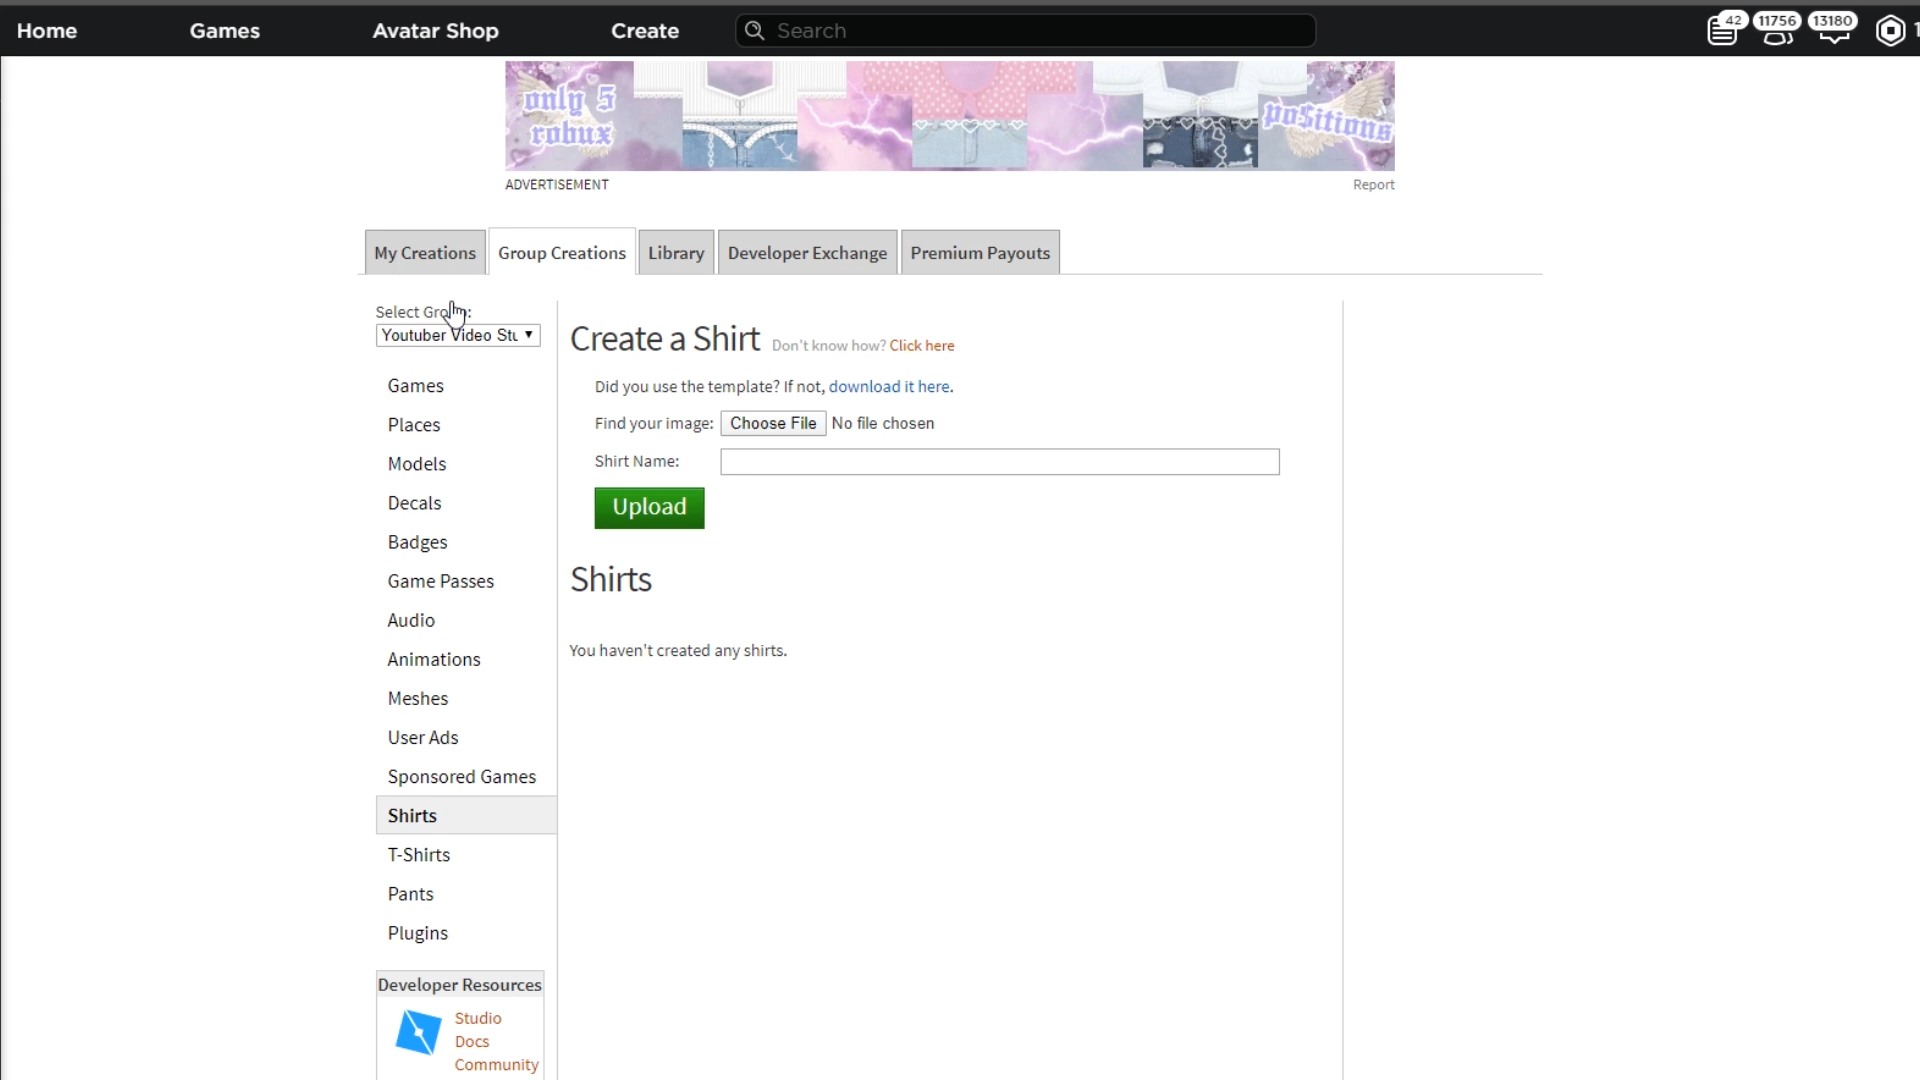 Home Games Avatar Shop Create Search 42 11756 13180
only 5 po$itions
robux
ADVERTISEMENT Report
My Creations Group Creations Library Developer Exchange Premium Payouts
Select Group:
Youtuber Video Stu
Create a Shirt Don't know how? Click here
Did you use the template? If not, download it here.
Find your image: Choose File No file chosen
Shirt Name:
Upload
Shirts
You haven't created any shirts.
Games
Places
Models
Decals
Badges
Game Passes
Audio
Animations
Meshes
User Ads
Sponsored Games
Shirts
T-Shirts
Pants
Plugins
Developer Resources
Studio
Docs
Community